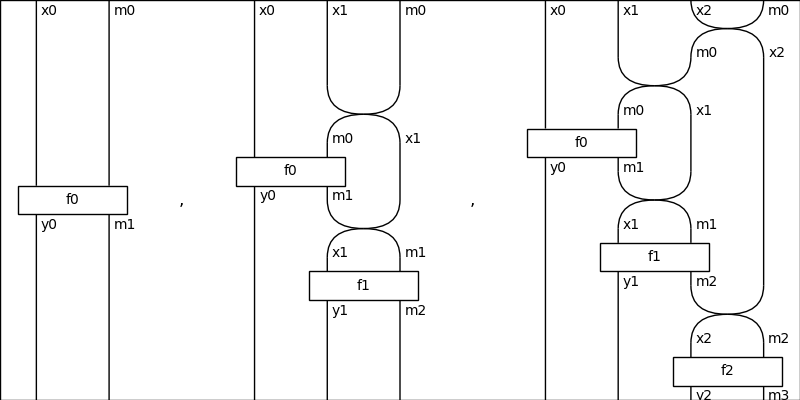 x0 m0
f0
y0 m1
,
x0 x1 m0
m0 x1
f0
y0 m1
x1 m1
f1
y1 m2
,
x0 x1 x2 m0
m0 x2
m0 x1
f0
y0 m1
x1 m1
f1
y1 m2
x2 m2
f2
y2 m3